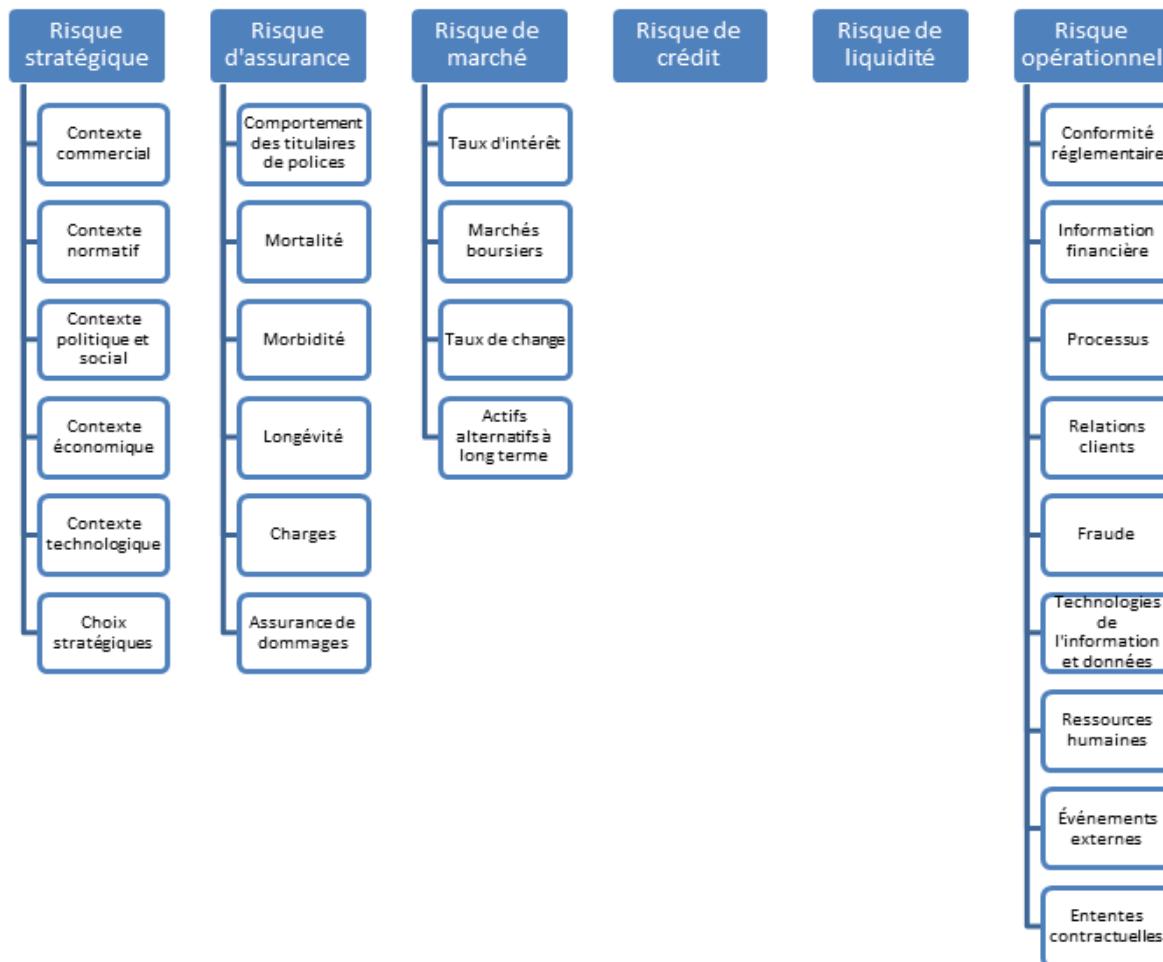 Risque
stratégique
Contexte
commercial
Contexte
normatif
Contexte
politique et
social
Contexte
économique
Contexte
technologique
Choix
stratégiques
Risque
d'assurance
Comportement
des titulaires
de polices
Mortalité
Morbidité
Longévité
Charges
Assurance de
dommages
Risque de
marché
Taux d'intérêt
Marchés
boursiers
Taux de change
Actifs
alternatifs à
long terme
Risque de
crédit
Risque de
liquidité
Risque
opérationnel
Conformité
réglementaire
Information
financière
Processus
Relations
clients
Fraude
Technologies
de
l'information
et données
Ressources
humaines
Événements
externes
Ententes
contractuelles